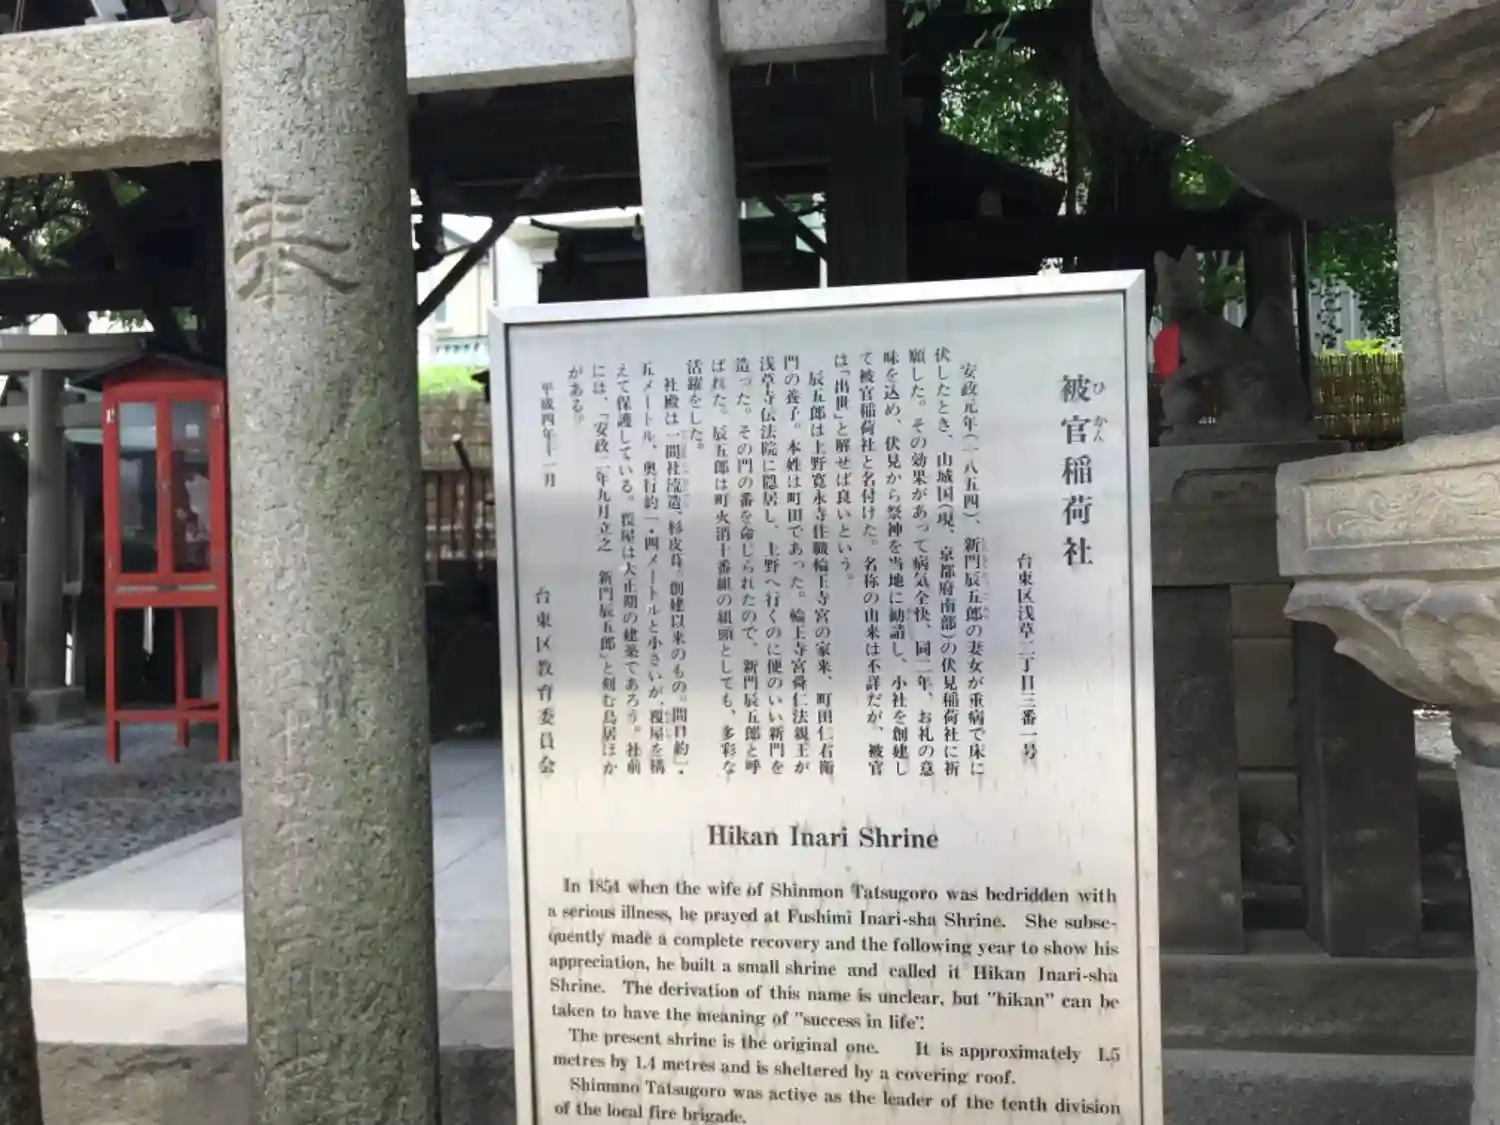 奉
被官稲荷社
ひかん
台東区浅草二丁目三番一号
安政元年(一八五四)、新門辰五郎の妻女が重病で床に
伏したとき、山城国(現、京都府南部)の伏見稲荷社に祈
願した。その効果があって病気全快、同二年、お礼の意
味を込め、伏見から祭神を当地に勧請し、小社を創建し
て被官稲荷社と名付けた。名称の由来は不詳だが、被官
は「出世」と解せば良いという。
辰五郎は上野寛永寺住職輪王寺宮の家来、町田仁右衛
門の養子。本姓は町田であった。輪王寺宮舜仁法親王が
浅草寺伝法院に隠居し、上野へ行くのに便のいい新門を
造った。その門の番を命じられたので、新門辰五郎と呼
ばれた。辰五郎は町火消十番組の組頭としても、多彩な
活躍をした。
社殿は一間社流造、杉皮葺。創建以来のもの。間口約一・
五メートル、奥行約一・四メートルと小さいが、覆屋を構
えて保護している。覆屋は大正期の建築であろう。社前
には、「安政二年九月立之 新門辰五郎」と刻む鳥居ほか
がある。
平成四年十一月
台東区教育委員会
Hikan Inari Shrine
In 1854 when the wife of Shinmon Tatsugoro was bedridden with
a serious illness, he prayed at Fushimi Inari-sha Shrine. She subse-
quently made a complete recovery and the following year to show his
appreciation, he built a small shrine and called it Hikan Inari-sha
Shrine. The derivation of this name is unclear, but "hikan" can be
taken to have the meaning of "success in life".
The present shrine is the original one. It is approximately 1.5
metres by 1.4 metres and is sheltered by a covering roof.
Shinmno Tatsugoro was active as the leader of the tenth division
of the local fire brigade.